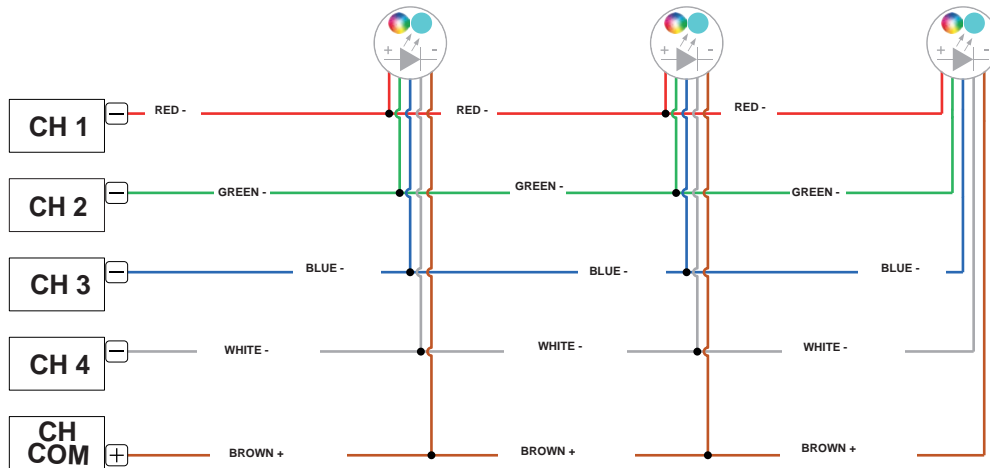 + -
+ -
+ -
CH 1
RED -
RED -
RED -
CH 2
GREEN -
GREEN -
GREEN -
CH 3
BLUE -
BLUE -
BLUE -
CH 4
WHITE -
WHITE -
WHITE -
CH
COM
+
BROWN +
BROWN +
BROWN +